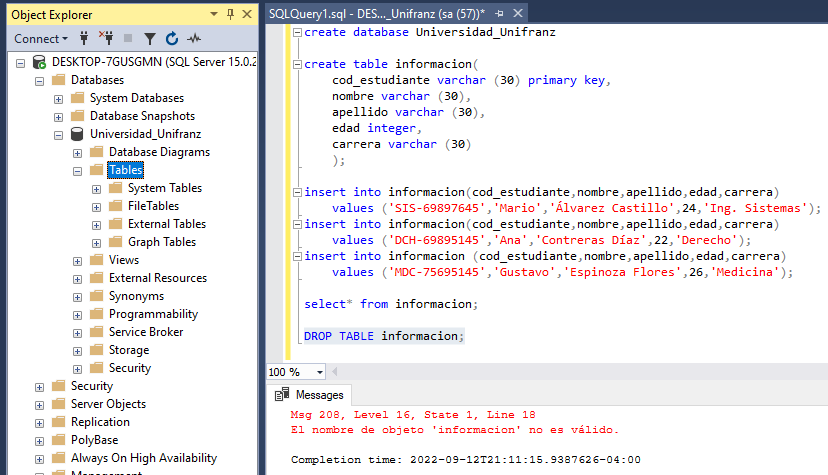 Object Explorer
Connect
DESKTOP-7GUSGMN (SQL Server 15.0.2
Databases
System Databases
Database Snapshots
Universidad_Unifranz
Database Diagrams
Tables
System Tables
FileTables
External Tables
Graph Tables
Views
External Resources
Synonyms
Programmability
Service Broker
Storage
Security
Security
Server Objects
Replication
PolyBase
Always On High Availability
Management
SQLQuery1.sql - DES..._Unifranz (sa (57))*
create database Universidad_Unifranz
create table informacion(
cod_estudiante varchar (30) primary key,
nombre varchar (30),
apellido varchar (30),
edad integer,
carrera varchar (30)
);
insert into informacion(cod_estudiante,nombre,apellido,edad,carrera)
values ('SIS-69897645','Mario','Álvarez Castillo',24,'Ing. Sistemas');
insert into informacion(cod_estudiante,nombre,apellido,edad,carrera)
values ('DCH-69895145','Ana','Contreras Díaz',22,'Derecho');
insert into informacion (cod_estudiante,nombre,apellido,edad,carrera)
values ('MDC-75695145','Gustavo','Espinoza Flores',26,'Medicina');
select* from informacion;
DROP TABLE informacion;
100 %
Messages
Msg 208, Level 16, State 1, Line 18
El nombre de objeto 'informacion' no es válido.
Completion time: 2022-09-12T21:11:15.9387626-04:00